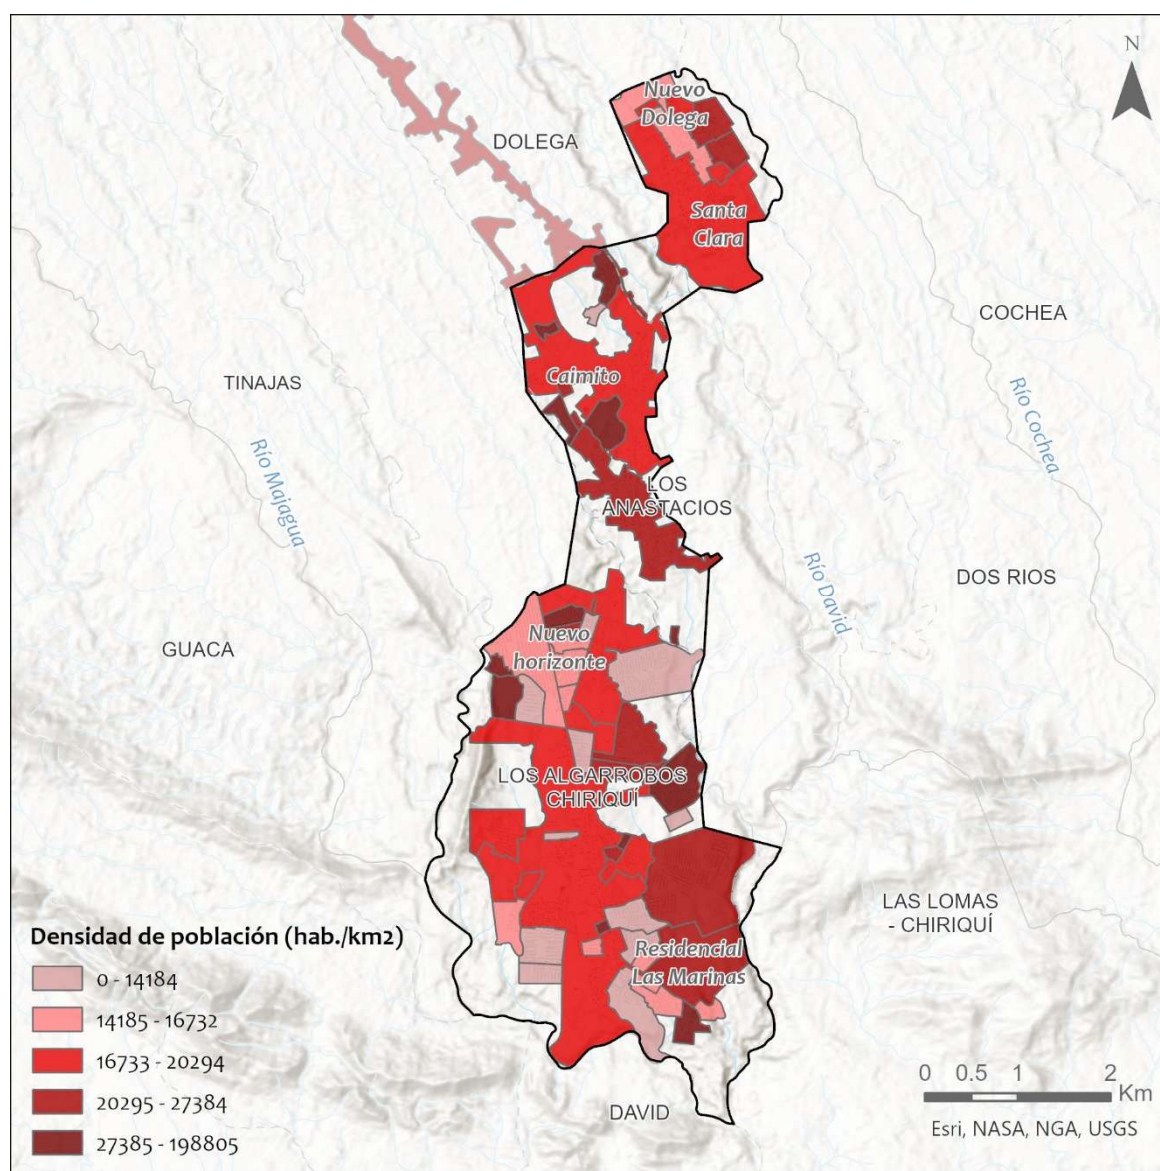 N
Nuevo
Dolega
DOLEGA
Santa
Clara
COCHEA
TINAJAS
Caimito
Río Cochea
Río Majagua
LOS
ANASTACIOS
Río David
DOS RIOS
GUACA
Nuevo
horizonte
LOS ALGARROBOS
CHIRIQUÍ
LAS LOMAS
- CHIRIQUÍ
Densidad de población (hab./km2)
0 - 14184
14185 - 16732
16733 - 20294
20295 - 27384
27385 - 198805
Residencial
Las Marinas
DAVID
0 0.5 1 2
Km
Esri, NASA, NGA, USGS